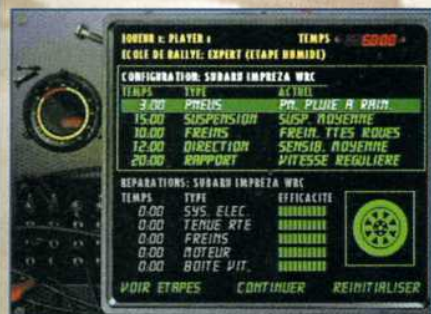 JOUEUR 1: PLAYER 1 TEMPS 60:00
ECOLE DE RALLYE: EXPERT (ETAPE HUMIDE)
CONFIGURATION: SUBARU IMPREZA WRC
TEMPS TYPE ACTUEL
3.00 PNEUS PN. PLUIE A RAIN.
15.00 SUSPENSION SUSP. MOYENNE
10.00 FREINS FREIN. TTES ROUES
12.00 DIRECTION SENSIB. MOYENNE
20.00 RAPPORT VITESSE REGULIERE
REPARATIONS: SUBARU IMPREZA WRC
TEMPS TYPE EFFICACITE
0.00 SYS. ELEC.
0.00 TENUE RTE
0.00 FREINS
0.00 MOTEUR
0.00 BOITE VIT.
VOIR ETAPES CONTINUER REINITIALISER